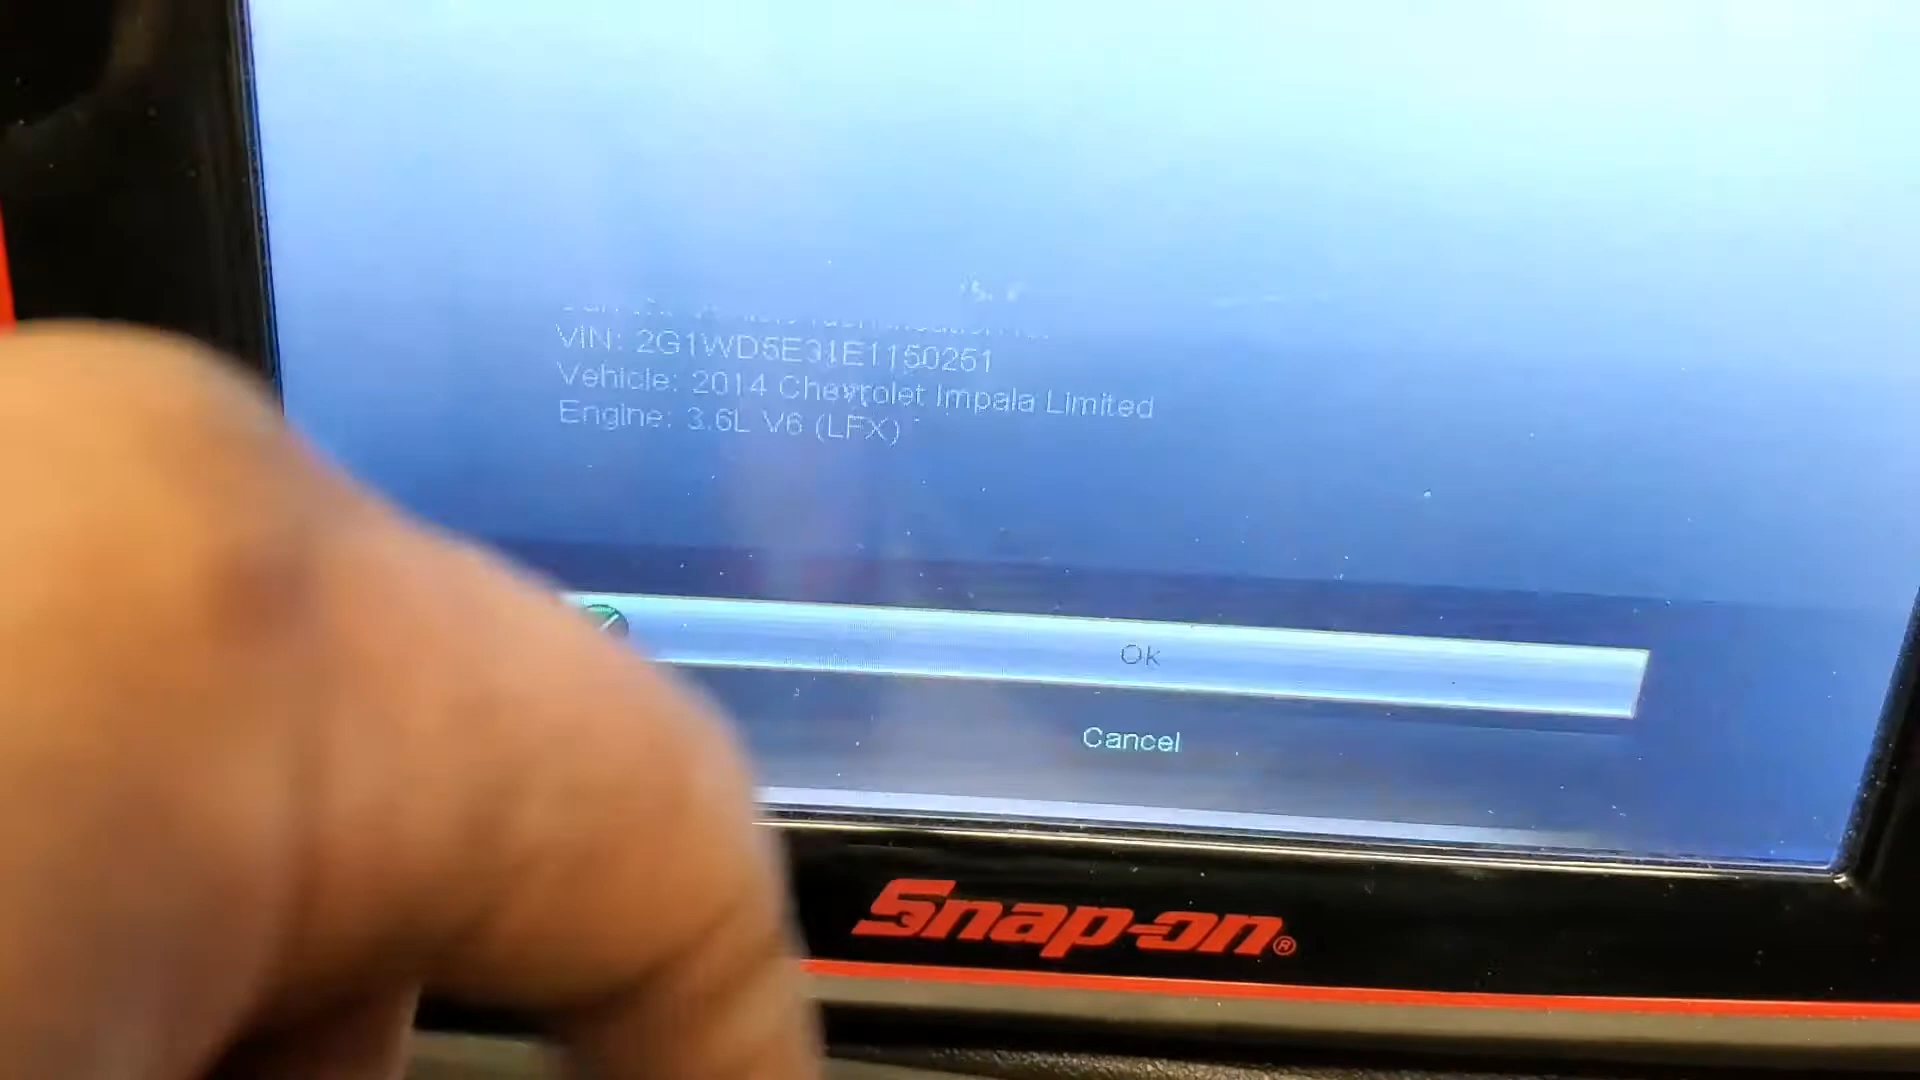 VIN: 2G1WD5E31E1150251
Vehicle: 2014 Chevrolet Impala Limited
Engine: 3.6L V6 (LFX)
Ok
Cancel
Snap-on®